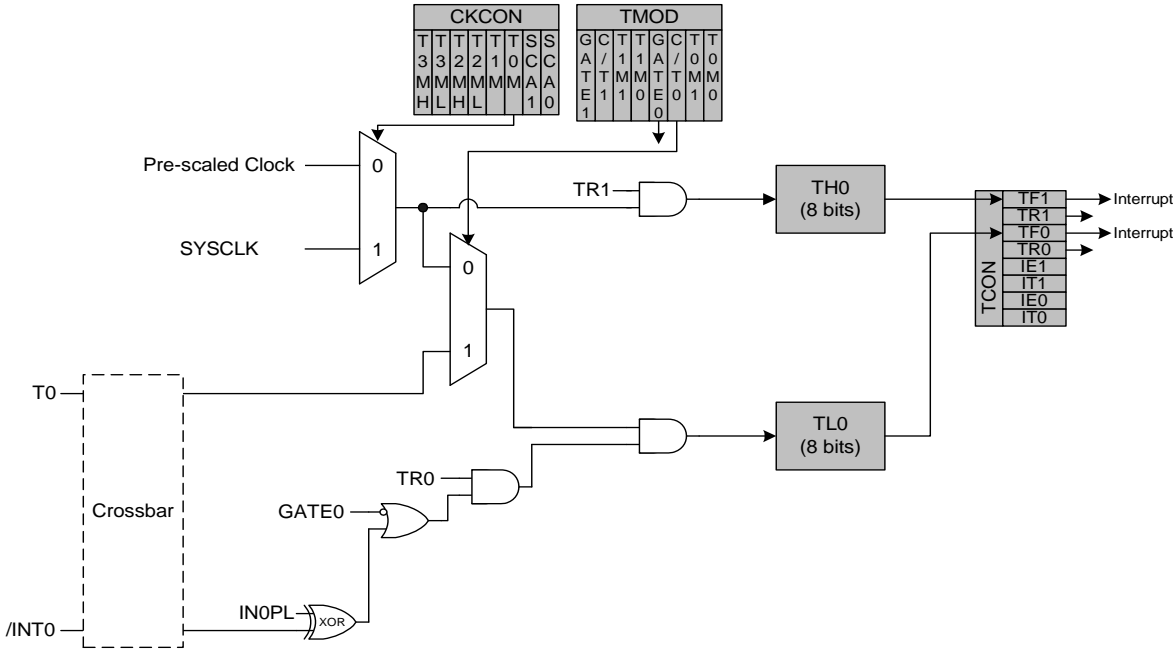 CKCON
T3MH
T3ML
T2MH
T2ML
T1M
T0M
SCA1
SCA0
TMOD
GATE1
C/T1
T1M1
T1M0
GATE0
C/T0
T0M1
T0M0
Pre-scaled Clock
0
SYSCLK
1
TR1
TH0
(8 bits)
TCON
TF1
TR1
TF0
TR0
IE1
IT1
IE0
IT0
Interrupt
Interrupt
0
1
T0
Crossbar
TL0
(8 bits)
TR0
GATE0
IN0PL
XOR
/INT0